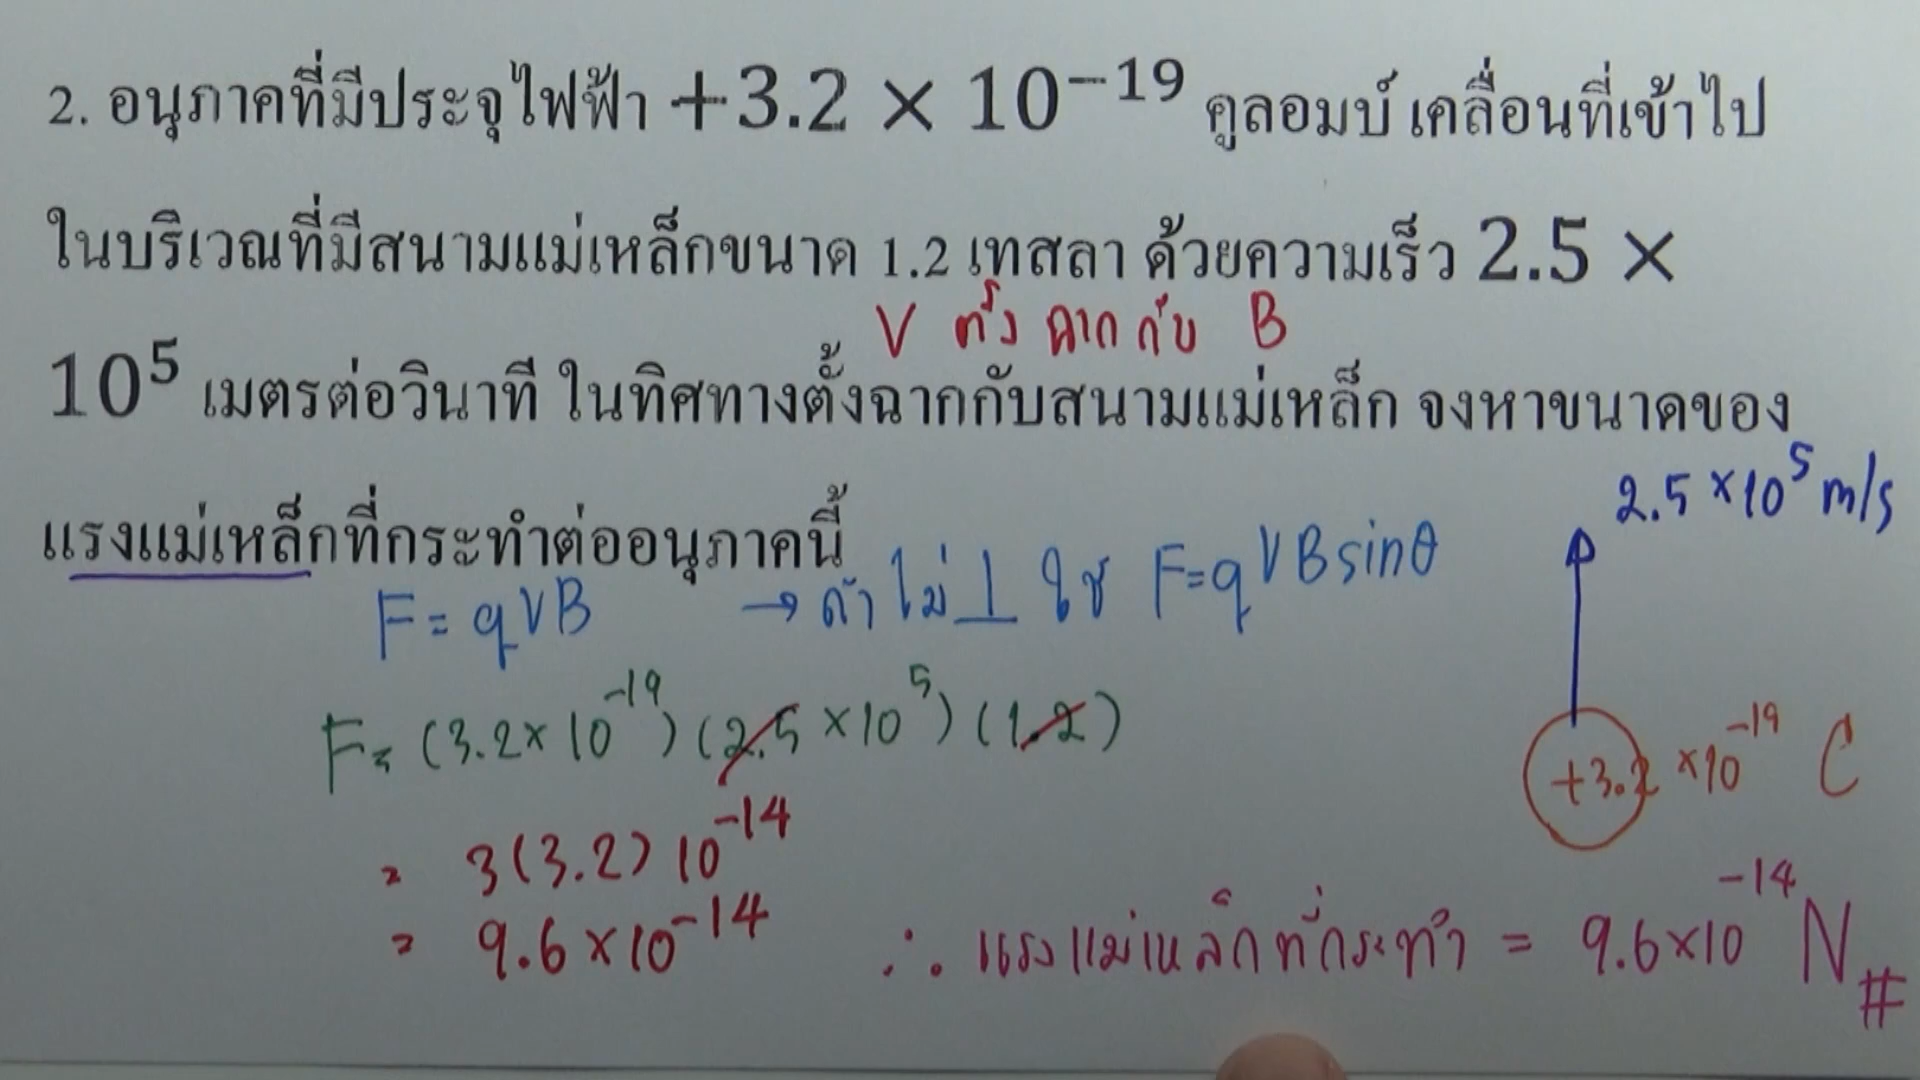 2. อนุภาคที่มีประจุไฟฟ้า +3.2 × 10⁻¹⁹ คูลอมบ์ เคลื่อนที่เข้าไป
ในบริเวณที่มีสนามแม่เหล็กขนาด 1.2 เทสลา ด้วยความเร็ว 2.5 ×
V ตั้งฉากกับ B
10⁵ เมตรต่อวินาที ในทิศทางตั้งฉากกับสนามแม่เหล็ก จงหาขนาดของ
แรงแม่เหล็กที่กระทำต่ออนุภาคนี้
2.5 × 10⁵ m/s
F = qVB → ถ้าไม่ ⊥ ใช้ F = qVB sinθ
F = (3.2 × 10⁻¹⁹) (2.5 × 10⁵) (1.2)
+3.2 × 10⁻¹⁹ C
= 3(3.2) 10⁻¹⁴
= 9.6 × 10⁻¹⁴
∴ แรงแม่เหล็กที่กระทำ = 9.6 × 10⁻¹⁴ N #